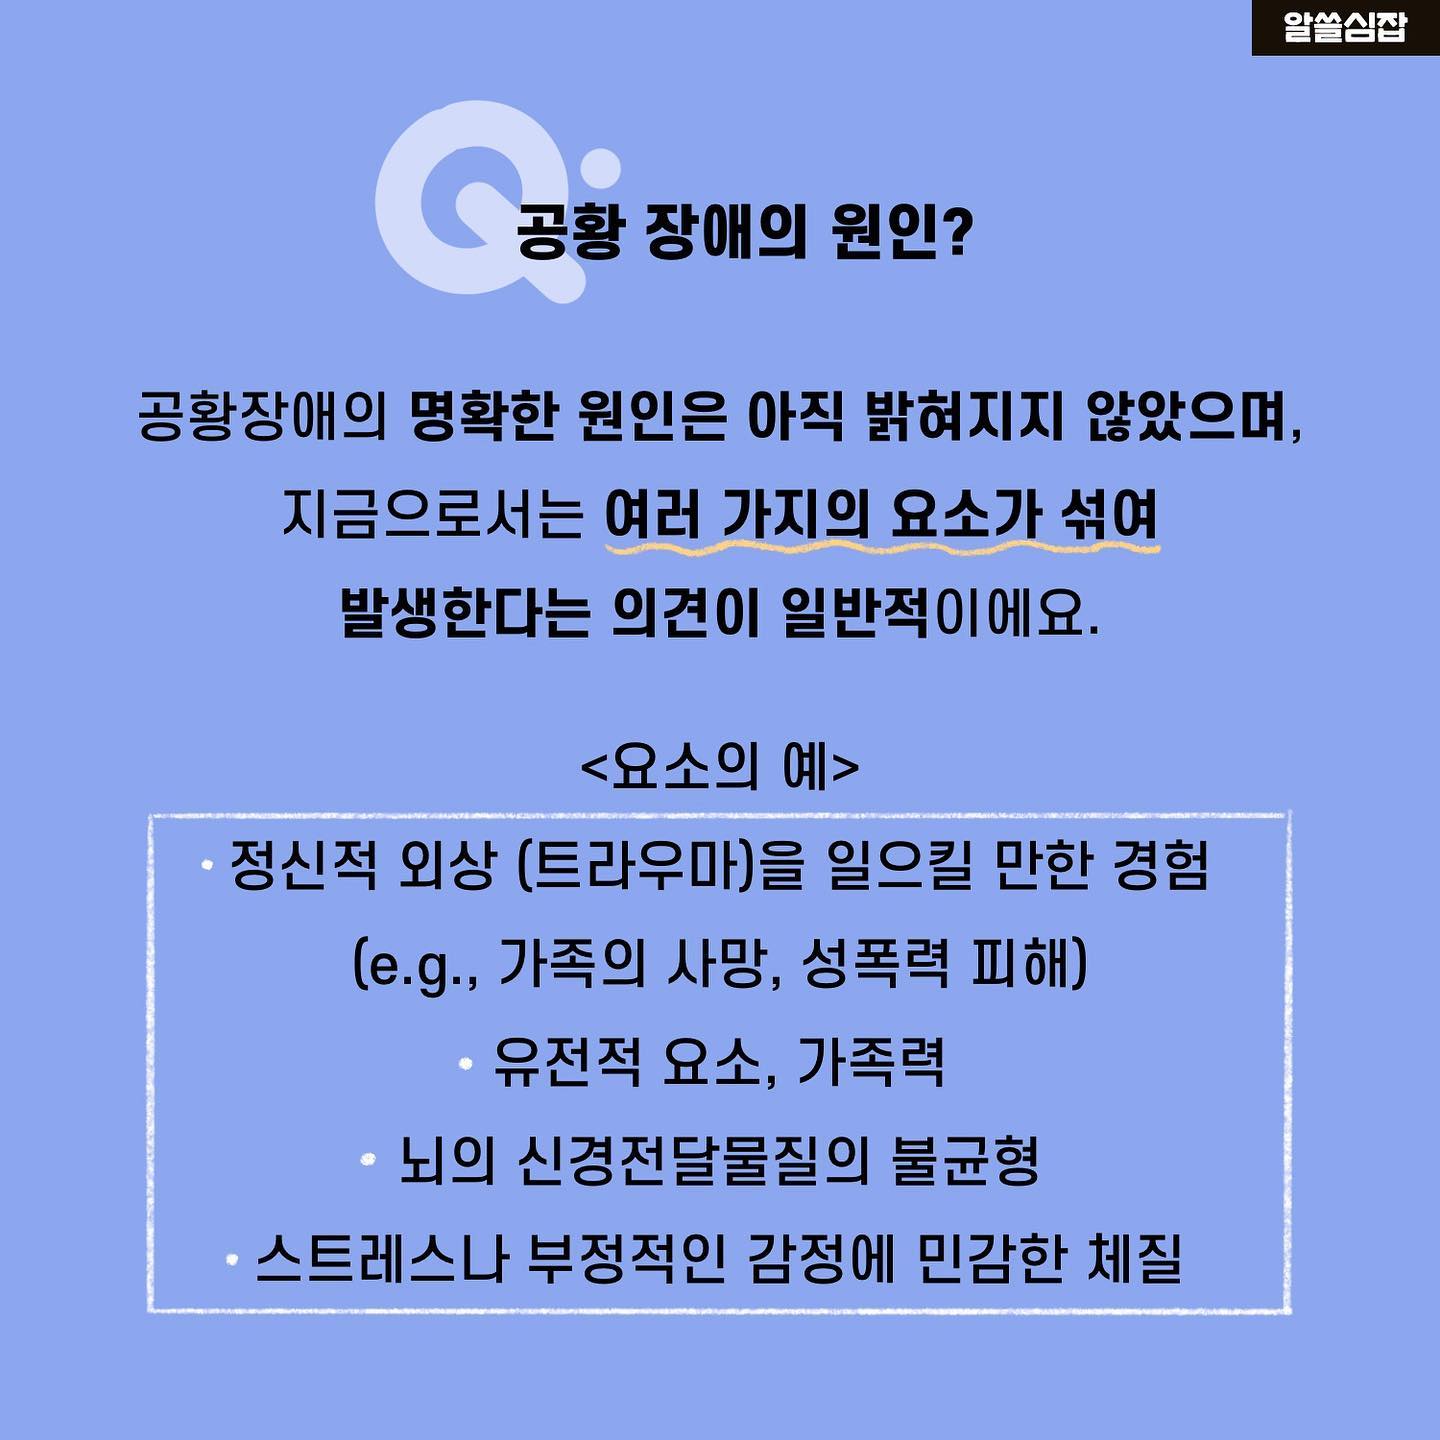 알쓸심잡
Q.
공황 장애의 원인?
공황장애의 명확한 원인은 아직 밝혀지지 않았으며,
지금으로서는 여러 가지의 요소가 섞여
발생한다는 의견이 일반적이에요.
<요소의 예>
• 정신적 외상 (트라우마)을 일으킬 만한 경험
(e.g., 가족의 사망, 성폭력 피해)
• 유전적 요소, 가족력
• 뇌의 신경전달물질의 불균형
• 스트레스나 부정적인 감정에 민감한 체질